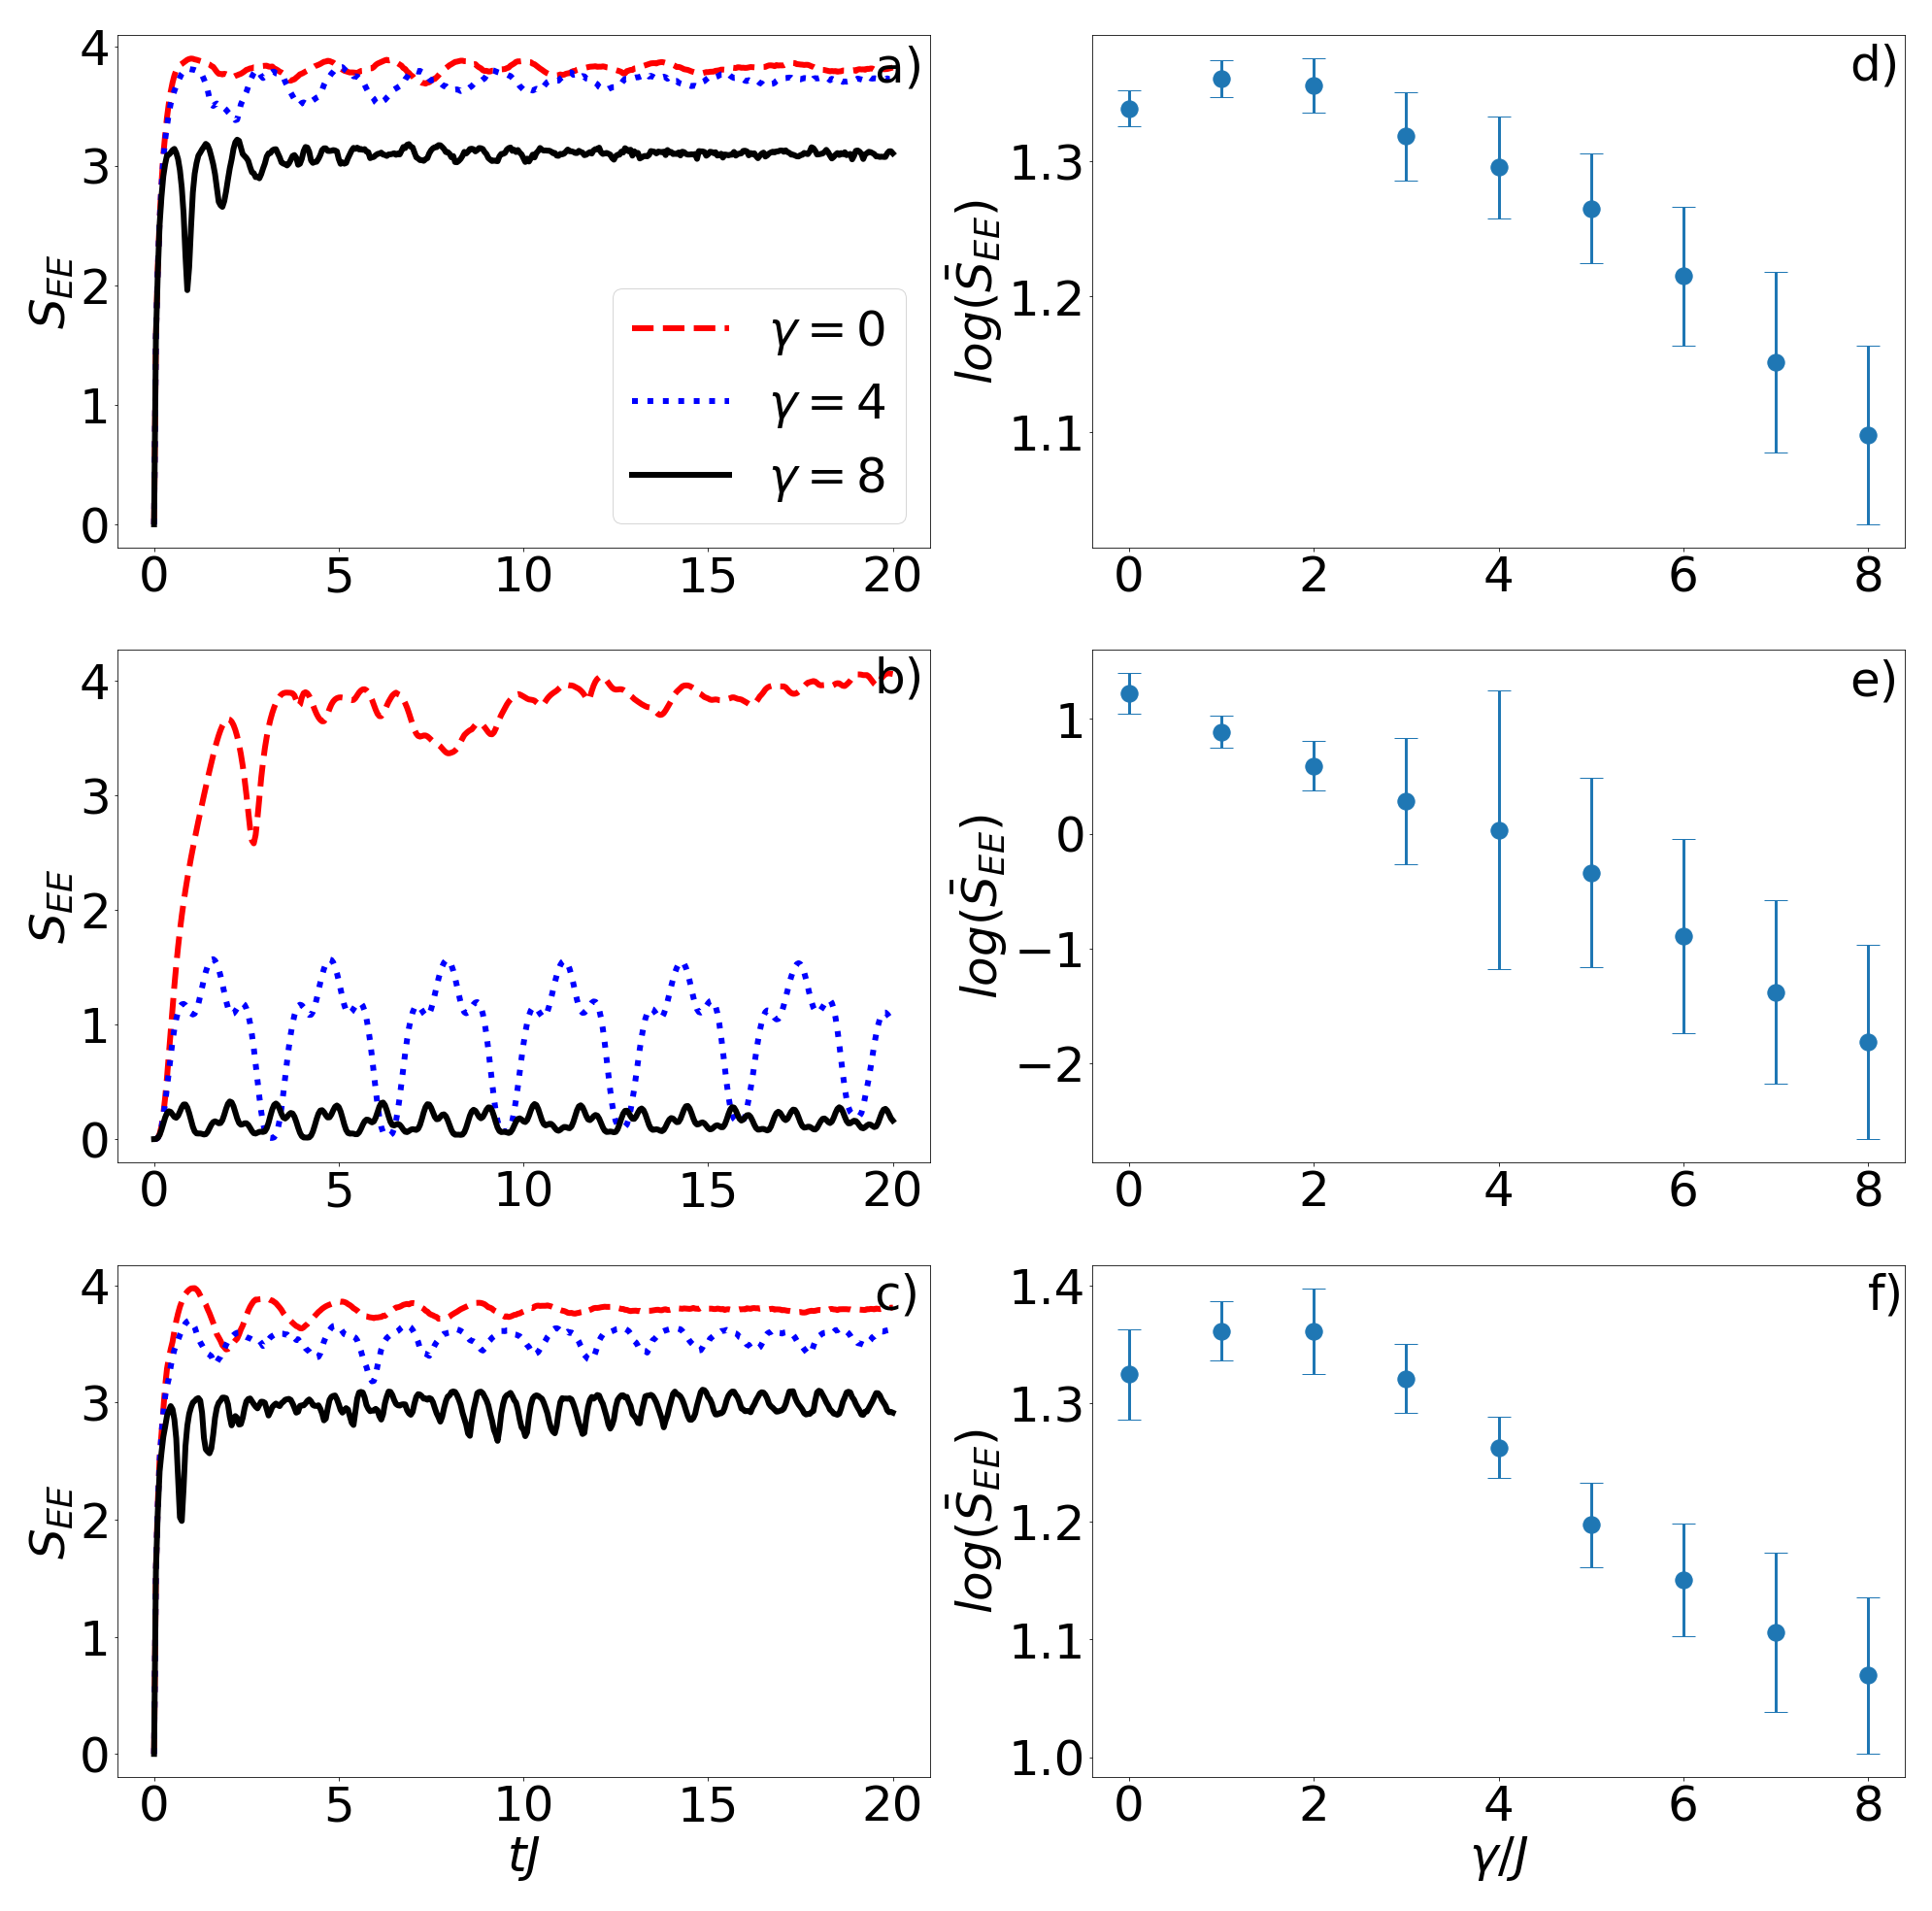 a)
4
3
2
1
0
S_EE
γ = 0
γ = 4
γ = 8
0 5 10 15 20
d)
1.3
1.2
1.1
log(S̄_EE)
0 2 4 6 8
b)
4
3
2
1
0
S_EE
0 5 10 15 20
e)
1
0
−1
−2
log(S̄_EE)
0 2 4 6 8
c)
4
3
2
1
0
S_EE
0 5 10 15 20
tJ
f)
1.4
1.3
1.2
1.1
1.0
log(S̄_EE)
0 2 4 6 8
γ/J